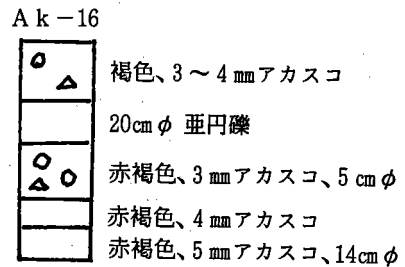 Ak-16
褐色、3～4㎜アカスコ
20cmφ 亜円礫
赤褐色、3㎜アカスコ、5cmφ
赤褐色、4㎜アカスコ
赤褐色、5㎜アカスコ、14cmφ